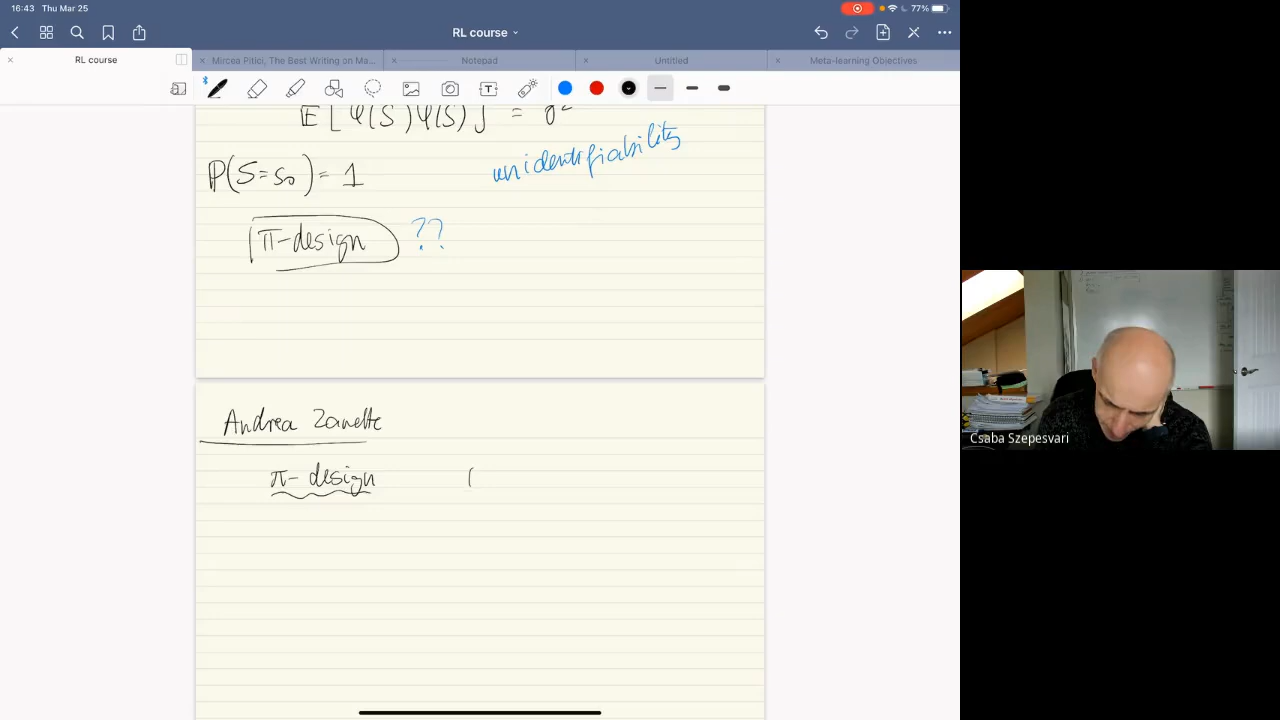 16:43 Thu Mar 25
77%
RL course
RL course
Mircea Pitici, The Best Writing on Ma...
Notepad
Untitled
Meta-learning Objectives
E[φ(S)φ(S)] =
unidentifiability
P(S=s₀) = 1
π-design ??
Andrea Zanette
π-design (
Csaba Szepesvari